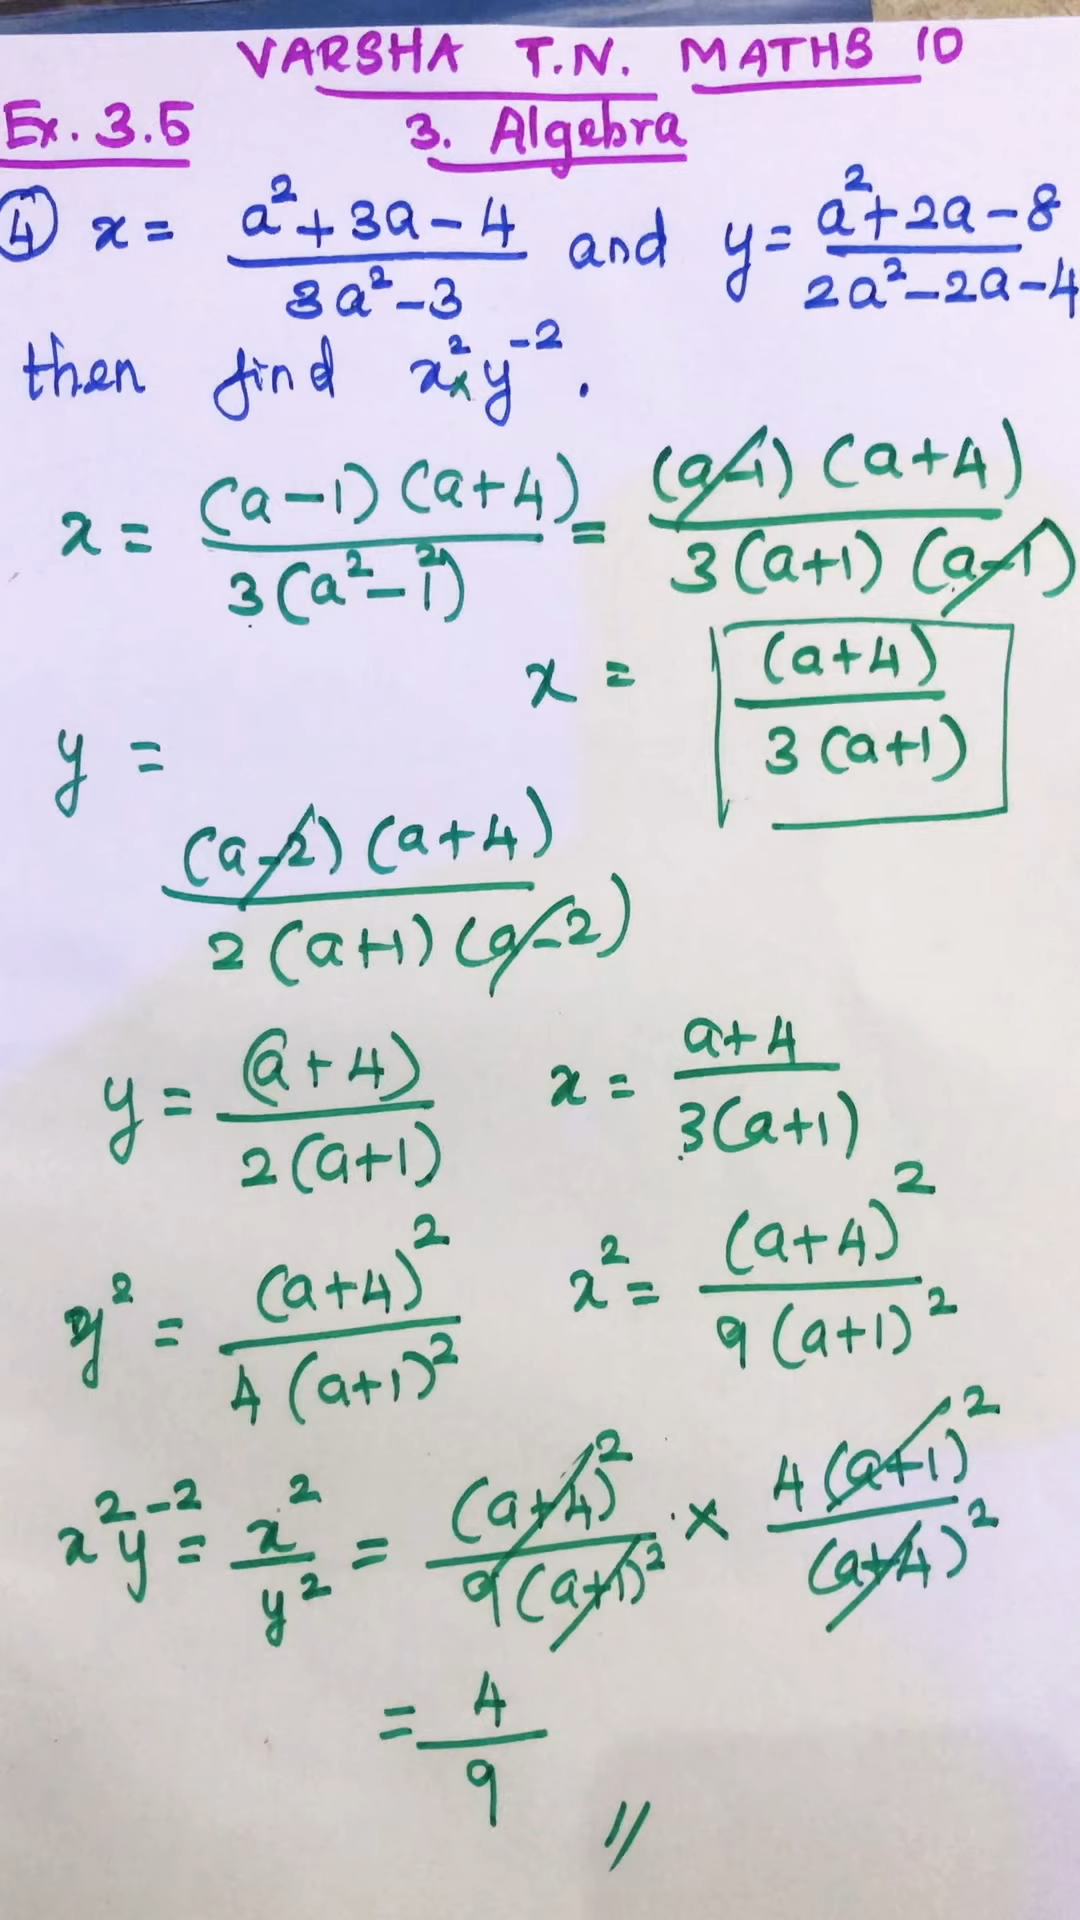 VARSHA T.N. MATHS 10
Ex. 3.5 3. Algebra
④ x = (a²+3a-4)/(3a²-3) and y = (a²+2a-8)/(2a²-2a-4)
then find x²×y⁻².
x = ((a-1)(a+4))/(3(a²-1²)) = ((a-1)(a+4))/(3(a+1)(a-1))
x = (a+4)/(3(a+1))
y =
((a-2)(a+4))/(2(a+1)(a-2))
y = (a+4)/(2(a+1)) x = (a+4)/(3(a+1))
y² = (a+4)²/(4(a+1)²) x² = (a+4)²/(9(a+1)²)
x²y⁻² = x²/y² = (a+4)²/(9(a+1)²) × (4(a+1)²)/(a+4)²
= 4/9 //